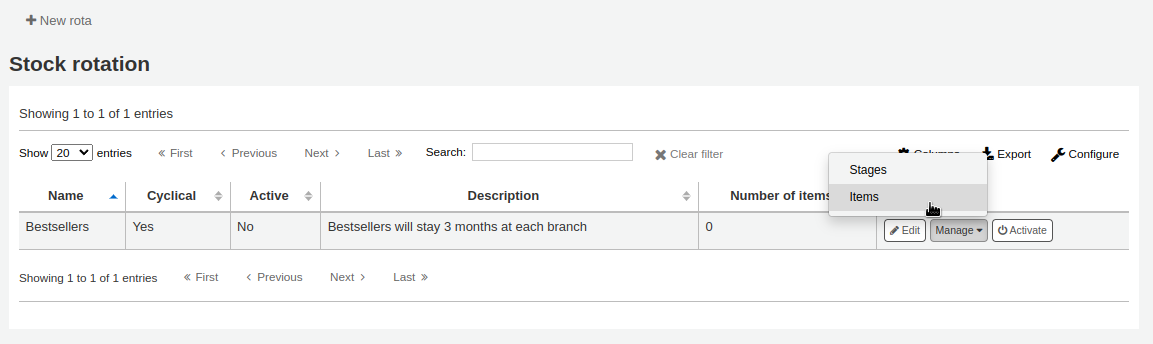 New rota
Stock rotation
Showing 1 to 1 of 1 entries
Show 20 entries First Previous Next Last Search: Clear filter Columns Export Configure
Stages
Items
Name Cyclical Active Description Number of items
Bestsellers Yes No Bestsellers will stay 3 months at each branch 0 Edit Manage Activate
Showing 1 to 1 of 1 entries First Previous Next Last